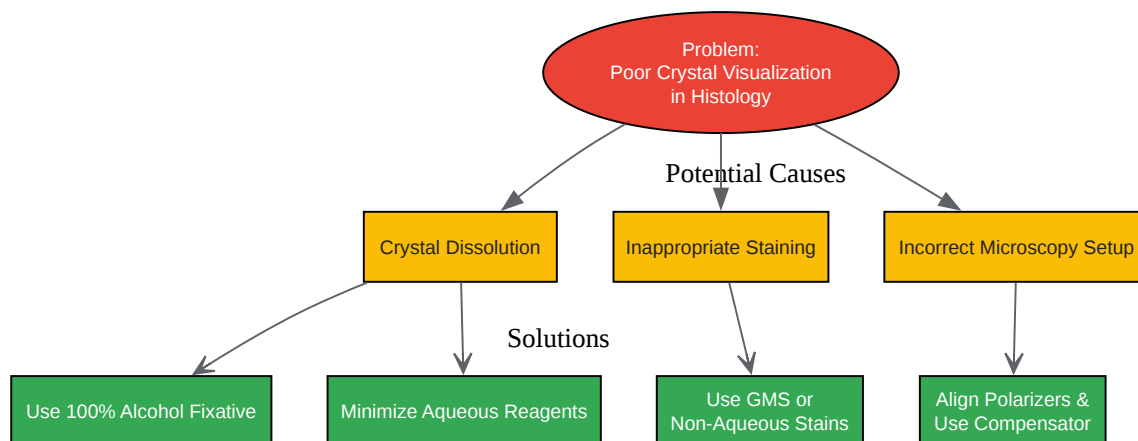 Problem:
Poor Crystal Visualization
in Histology
Potential Causes
Crystal Dissolution
Inappropriate Staining
Incorrect Microscopy Setup
Solutions
Use 100% Alcohol Fixative
Minimize Aqueous Reagents
Use GMS or
Non-Aqueous Stains
Align Polarizers &
Use Compensator